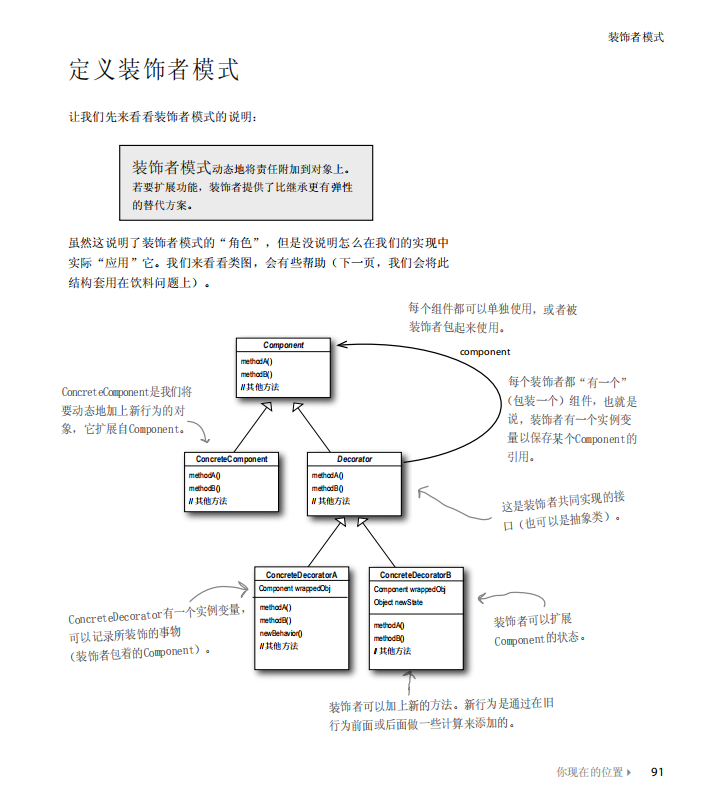 装饰者模式
定义装饰者模式
让我们先来看看装饰者模式的说明：
装饰者模式动态地将责任附加到对象上。
若要扩展功能，装饰者提供了比继承更有弹性
的替代方案。
虽然这说明了装饰者模式的“角色”，但是没说明怎么在我们的实现中
实际“应用”它。我们来看看类图，会有些帮助（下一页，我们会将此
结构套用在饮料问题上）。
每个组件都可以单独使用，或者被
装饰者包起来使用。
component
Component
methodA()
methodB()
//其他方法
每个装饰者都“有一个”
（包装一个）组件，也就是
说，装饰者有一个实例变
量以保存某个Component的
引用。
ConcreteComponent是我们将
要动态地加上新行为的对
象，它扩展自Component。
ConcreteComponent
methodA()
methodB()
//其他方法
Decorator
methodA()
methodB()
//其他方法
这是装饰者共同实现的接
口（也可以是抽象类）。
ConcreteDecoratorA
Component wrappedObj
methodA()
methodB()
newBehavior()
//其他方法
ConcreteDecoratorB
Component wrappedObj
Object newState
methodA()
methodB()
//其他方法
ConcreteDecorator有一个实例变量，
可以记录所装饰的事物
（装饰者包着的Component）。
装饰者可以扩展
Component的状态。
装饰者可以加上新的方法。新行为是通过在旧
行为前面或后面做一些计算来添加的。
你现在的位置 91